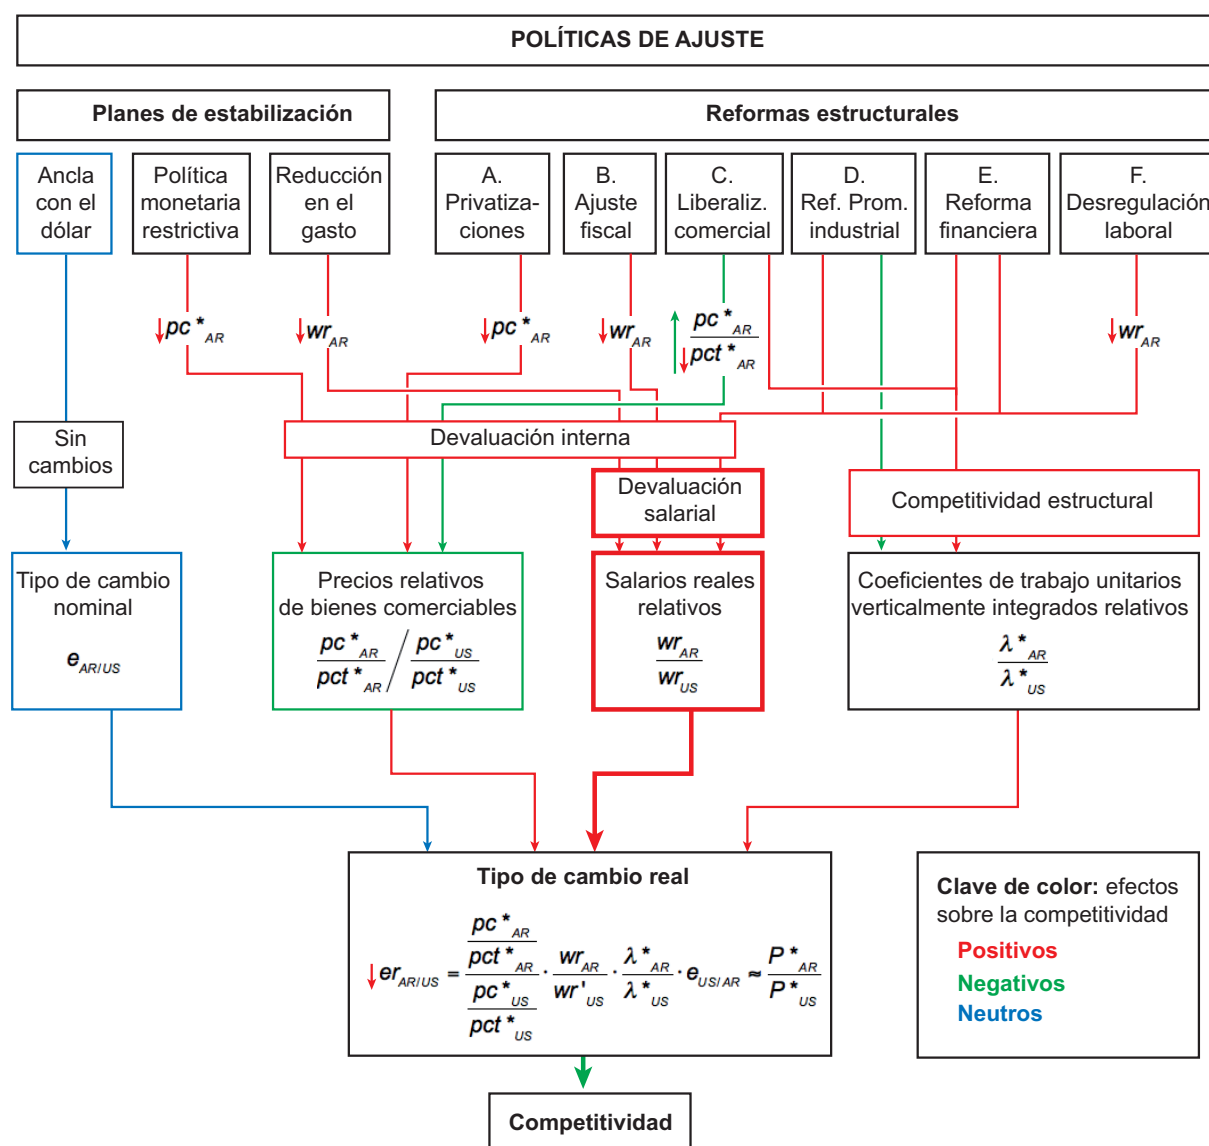 POLÍTICAS DE AJUSTE
Planes de estabilización
Reformas estructurales
Ancla
con el
dólar
Política
monetaria
restrictiva
Reducción
en el
gasto
A.
Privatiza-
ciones
B.
Ajuste
fiscal
C.
Liberaliz.
comercial
D.
Ref. Prom.
industrial
E.
Reforma
financiera
F.
Desregulación
laboral
↓pc*AR
↓wrAR
↓pc*AR
↓wrAR
↑pc*AR
↓pct*AR
↓wrAR
Sin
cambios
Devaluación interna
Devaluación
salarial
Competitividad estructural
Tipo de cambio
nominal
eAR/US
Precios relativos
de bienes comerciables
pc*AR / pc*US
pct*AR pct*US
Salarios reales
relativos
wrAR
wrUS
Coeficientes de trabajo unitarios
verticalmente integrados relativos
λ*AR
λ*US
Tipo de cambio real
pc*AR
pct*AR
↓erAR/US = · wrAR · λ*AR · eUS/AR ≈ P*AR
pc*US wr'US λ*US P*US
pct*US
Clave de color: efectos
sobre la competitividad
Positivos
Negativos
Neutros
Competitividad